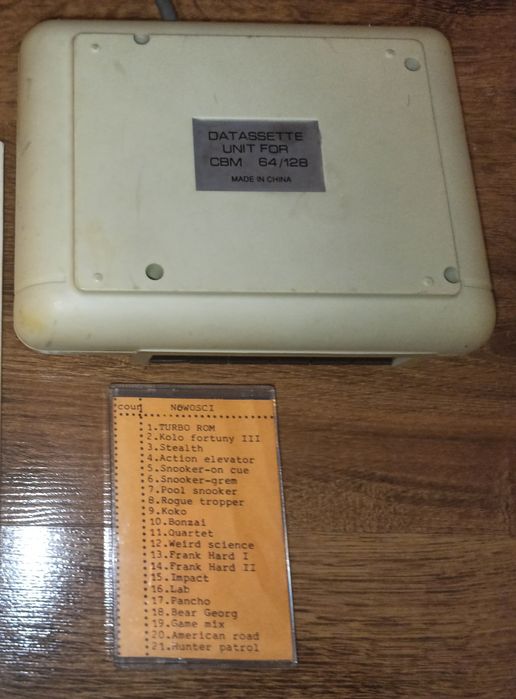 DATASSETTE
UNIT FOR
CBM 64/128
MADE IN CHINA
coun NOWOSCI
1.TURBO ROM
2.Kolo fortuny III
3.Stealth
4.Action elevator
5.Snooker-on cue
6.Snooker-grem
7.Pool snooker
8.Rogue tropper
9.Koko
10.Bonzai
11.Quartet
12.Weird science
13.Frank Hard I
14.Frank Hard II
15.Impact
16.Lab
17.Pancho
18.Bear Georg
19.Game mix
20.American road
21.Hunter patrol